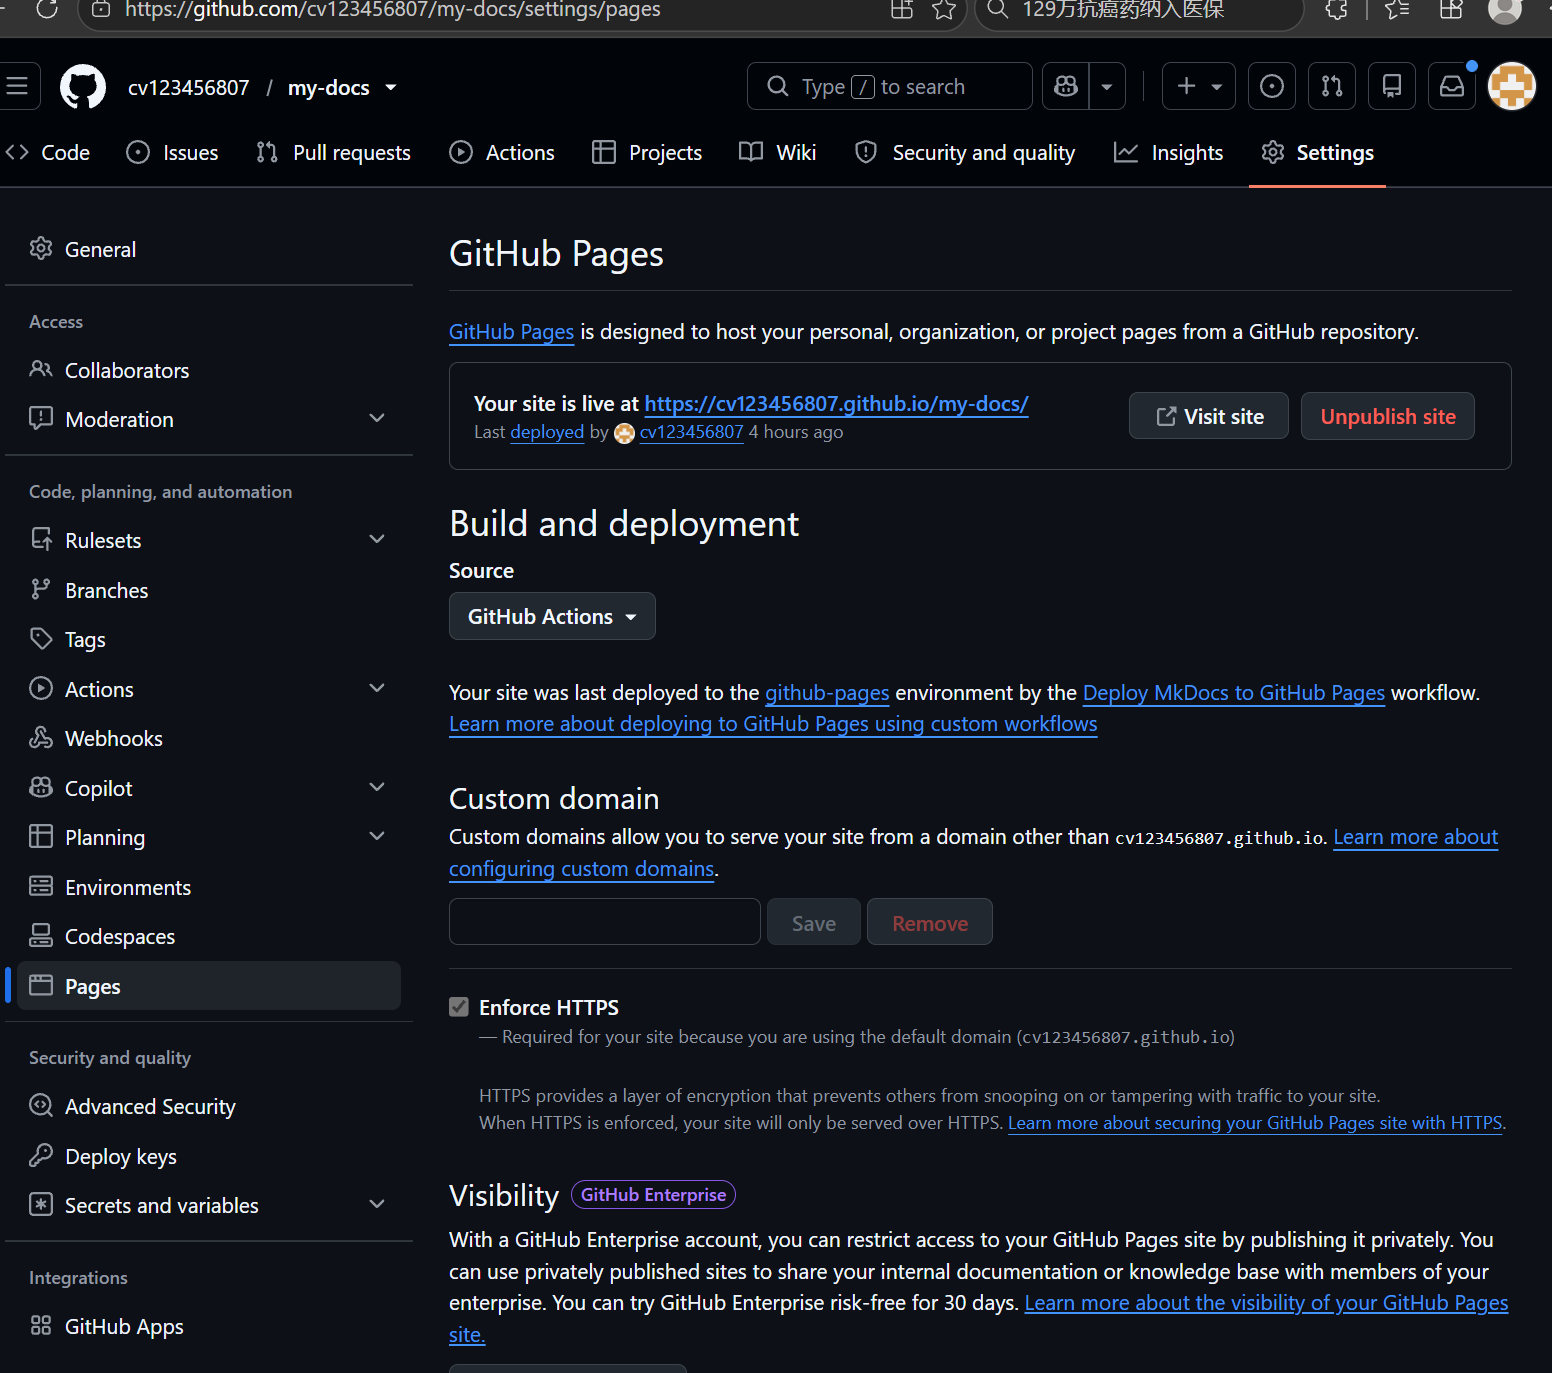 https://github.com/cv123456807/my-docs/settings/pages
129万抗癌药纳入医保
cv123456807 / my-docs
Type / to search
Code
Issues
Pull requests
Actions
Projects
Wiki
Security and quality
Insights
Settings
General
Access
Collaborators
Moderation
Code, planning, and automation
Rulesets
Branches
Tags
Actions
Webhooks
Copilot
Planning
Environments
Codespaces
Pages
Security and quality
Advanced Security
Deploy keys
Secrets and variables
Integrations
GitHub Apps
GitHub Pages
GitHub Pages is designed to host your personal, organization, or project pages from a GitHub repository.
Your site is live at https://cv123456807.github.io/my-docs/
Last deployed by cv123456807 4 hours ago
Visit site
Unpublish site
Build and deployment
Source
GitHub Actions
Your site was last deployed to the github-pages environment by the Deploy MkDocs to GitHub Pages workflow.
Learn more about deploying to GitHub Pages using custom workflows
Custom domain
Custom domains allow you to serve your site from a domain other than cv123456807.github.io. Learn more about
configuring custom domains.
Save
Remove
Enforce HTTPS
— Required for your site because you are using the default domain (cv123456807.github.io)
HTTPS provides a layer of encryption that prevents others from snooping on or tampering with traffic to your site.
When HTTPS is enforced, your site will only be served over HTTPS. Learn more about securing your GitHub Pages site with HTTPS.
Visibility GitHub Enterprise
With a GitHub Enterprise account, you can restrict access to your GitHub Pages site by publishing it privately. You
can use privately published sites to share your internal documentation or knowledge base with members of your
enterprise. You can try GitHub Enterprise risk-free for 30 days. Learn more about the visibility of your GitHub Pages
site.